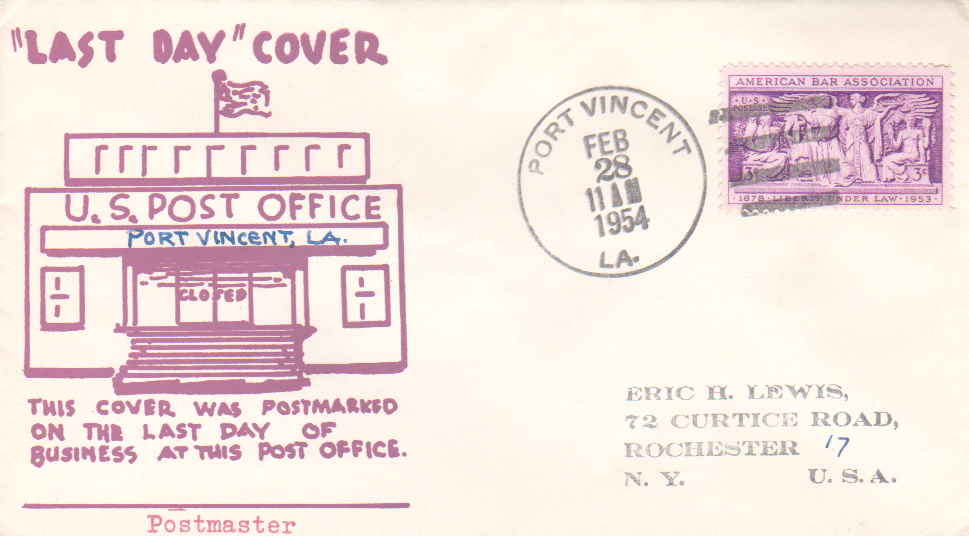 "LAST DAY" COVER
U.S. POST OFFICE
PORT VINCENT, LA.
CLOSED
THIS COVER WAS POSTMARKED
ON THE LAST DAY OF
BUSINESS AT THIS POST OFFICE.
Postmaster
PORT VINCENT
FEB
28
11 AM
1954
LA.
AMERICAN BAR ASSOCIATION
U·S
POSTAGE
3¢ 3¢
1878·LIBERTY UNDER LAW·1953
ERIC H. LEWIS,
72 CURTICE ROAD,
ROCHESTER 17
N. Y. U. S. A.